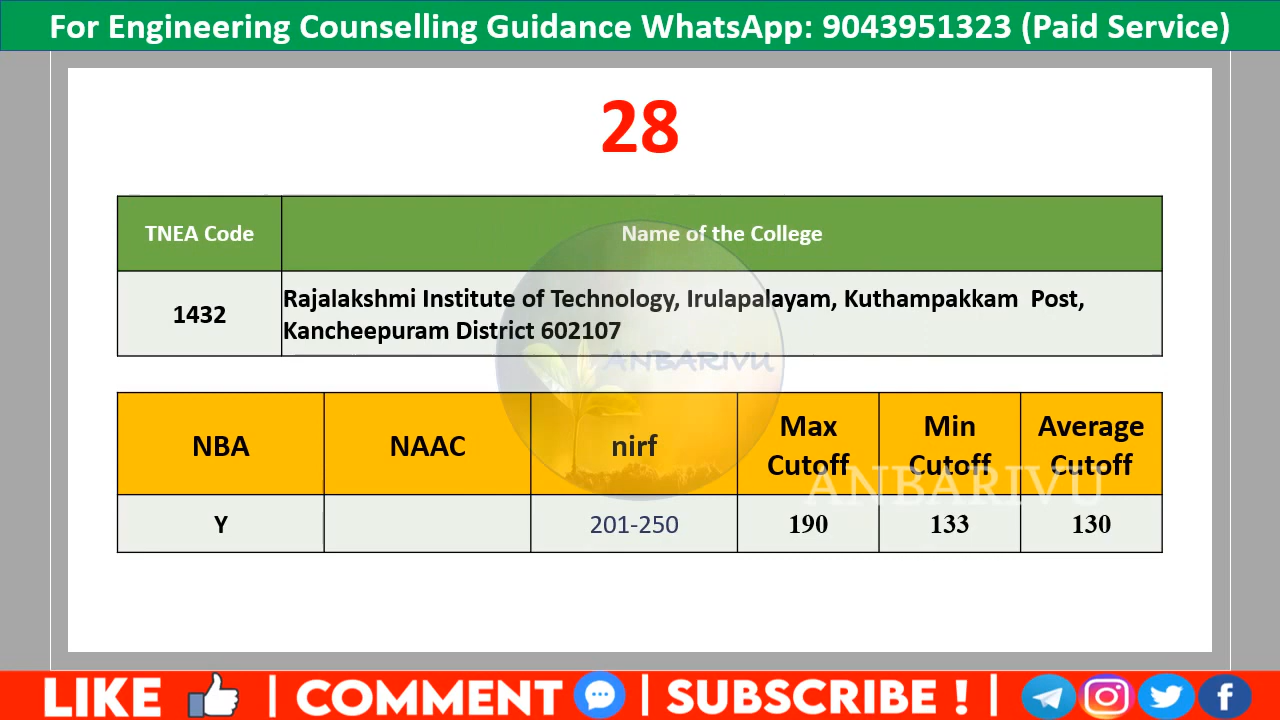 For Engineering Counselling Guidance WhatsApp: 9043951323 (Paid Service)
28
TNEA Code Name of the College
1432 Rajalakshmi Institute of Technology, Irulapalayam, Kuthampakkam Post,
Kancheepuram District 602107
ANBARIVU
NBA NAAC nirf Max Cutoff Min Cutoff Average Cutoff
ANBARIVU
Y 201-250 190 133 130
LIKE | COMMENT | SUBSCRIBE ! |